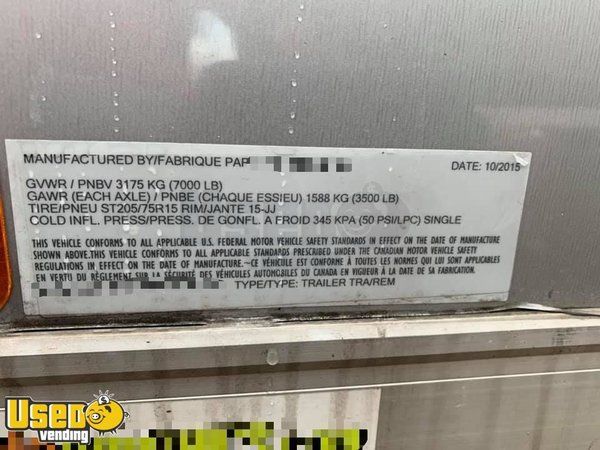 MANUFACTURED BY/FABRIQUE PAR DATE: 10/2015
GVWR / PNBV 3175 KG (7000 LB)
GAWR (EACH AXLE) / PNBE (CHAQUE ESSIEU) 1588 KG (3500 LB)
TIRE/PNEU ST205/75R15 RIM/JANTE 15-JJ
COLD INFL. PRESS/PRESS. DE GONFL A FROID 345 KPA (50 PSI/LPC) SINGLE
THIS VEHICLE CONFORMS TO ALL APPLICABLE U.S. FEDERAL MOTOR VEHICLE SAFETY STANDARDS IN EFFECT ON THE DATE OF MANUFACTURE
SHOWN ABOVE.THIS VEHICLE CONFORMS TO ALL APPLICABLE STANDARDS PRESCRIBED UNDER THE CANADIAN MOTOR VEHICLE SAFETY
REGULATIONS IN EFFECT ON THE DATE OF MANUFACTURE.~CE VÉHICULE EST CONFORME À TOUTES LES NORMES QUI LUI SONT APPLICABLES
EN VERTU DU RÈGLEMENT SUR LA SÉCURITÉ DES VÉHICULES AUTOMOBILES DU CANADA EN VIGUEUR À LA DATE DE SA FABRICATION.
TYPE/TYPE: TRAILER TRA/REM
USED
vending